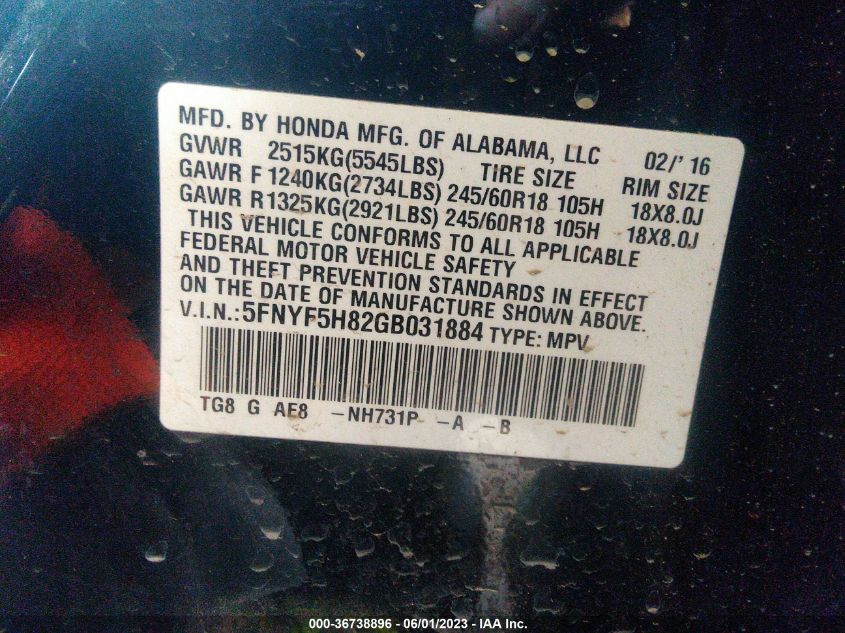 MFD. BY HONDA MFG. OF ALABAMA, LLC 02/'16
GVWR 2515KG(5545LBS) TIRE SIZE RIM SIZE
GAWR F 1240KG(2734LBS) 245/60R18 105H 18X8.0J
GAWR R1325KG(2921LBS) 245/60R18 105H 18X8.0J
THIS VEHICLE CONFORMS TO ALL APPLICABLE
FEDERAL MOTOR VEHICLE SAFETY
AND THEFT PREVENTION STANDARDS IN EFFECT
ON THE DATE OF MANUFACTURE SHOWN ABOVE.
V.I.N.: 5FNYF5H82GB031884 TYPE: MPV
TG8 G AE8 -NH731P -A -B
000-36738896 - 06/01/2023 - IAA Inc.